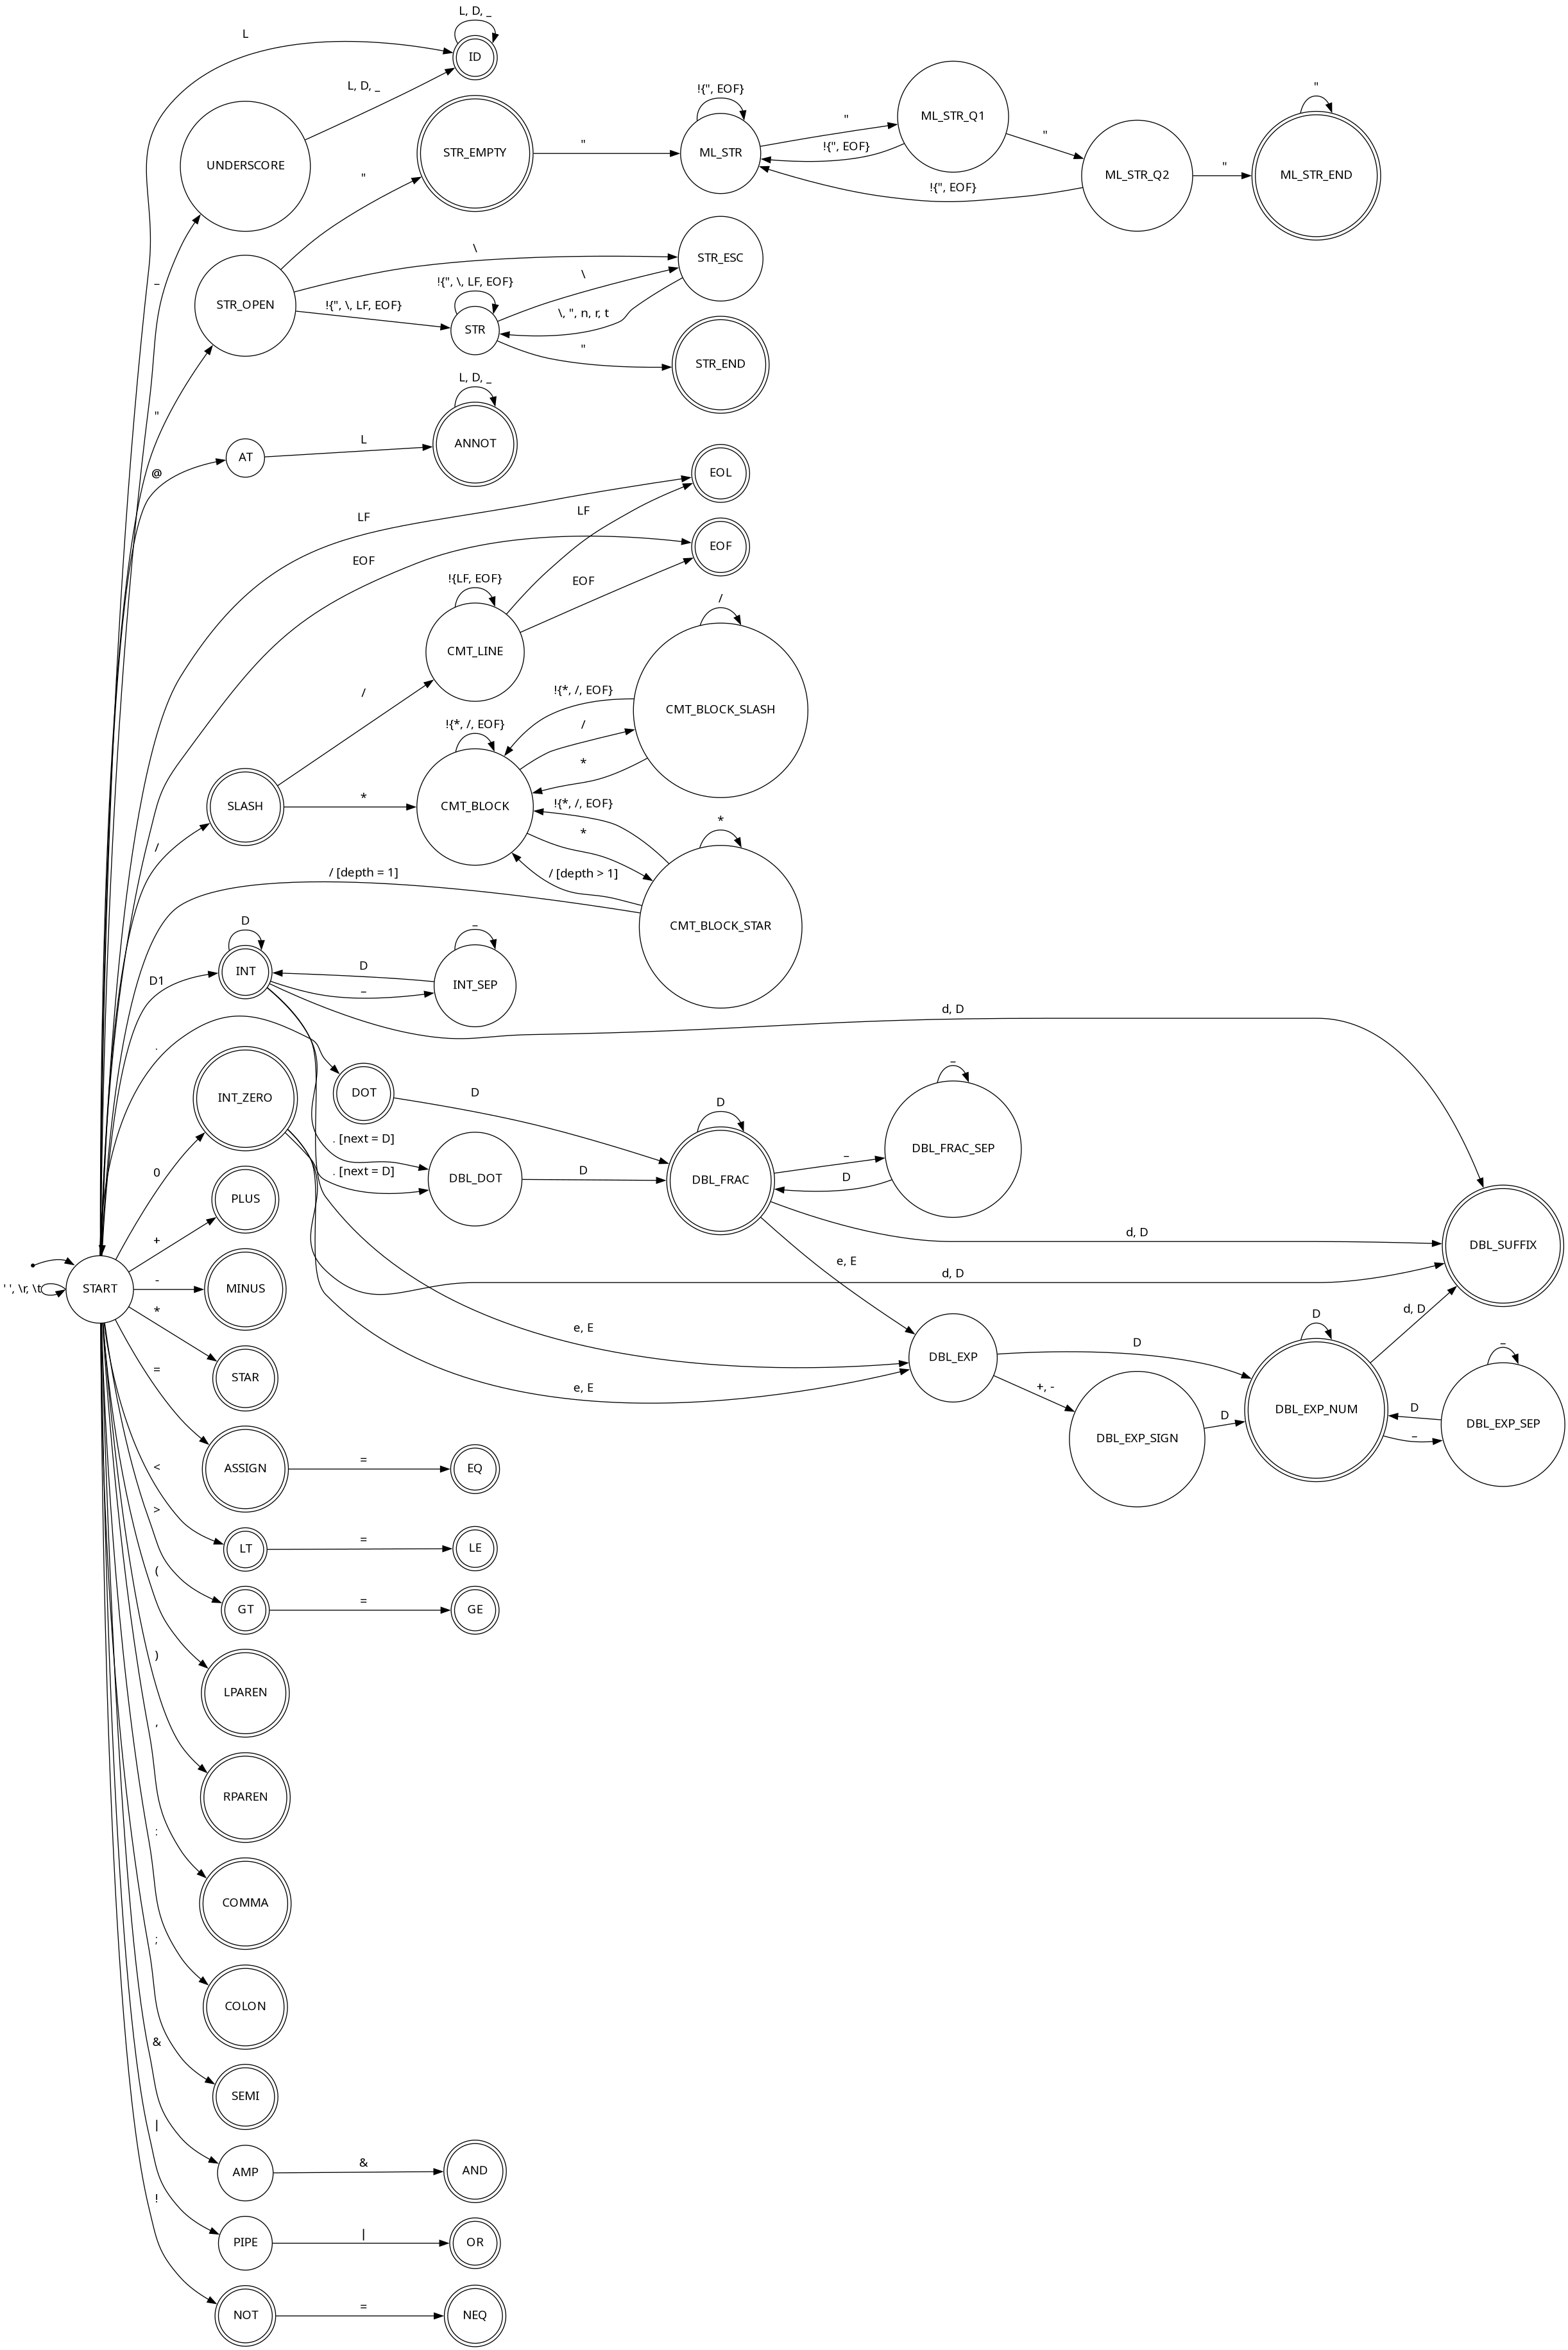 L
L, D, _
ID
L, D, _
UNDERSCORE
_
"
STR_EMPTY
"
!{", EOF}
ML_STR
"
!{", EOF}
ML_STR_Q1
"
ML_STR_Q2
!{", EOF}
"
"
ML_STR_END
STR_OPEN
"
\
!{", \, LF, EOF}
!{", \, LF, EOF}
STR
\
\, ", n, r, t
"
STR_ESC
STR_END
"
@
AT
L
L, D, _
ANNOT
LF
EOF
LF
EOL
EOF
EOF
!{LF, EOF}
CMT_LINE
/
/
SLASH
*
!{*, /, EOF}
CMT_BLOCK
!{*, /, EOF}
/
*
/
CMT_BLOCK_SLASH
!{*, /, EOF}
*
/ [depth > 1]
*
CMT_BLOCK_STAR
/ [depth = 1]
D1
D
INT
D
_
_
INT_SEP
d, D
.
INT_ZERO
DOT
D
. [next = D]
. [next = D]
DBL_DOT
D
D
DBL_FRAC
_
D
_
DBL_FRAC_SEP
d, D
e, E
d, D
DBL_SUFFIX
0
PLUS
+
START
' ', \r, \t
-
MINUS
*
STAR
e, E
e, E
DBL_EXP
D
+, -
DBL_EXP_SIGN
D
D
DBL_EXP_NUM
d, D
D
_
_
DBL_EXP_SEP
=
ASSIGN
=
EQ
<
LT
=
LE
>
GT
=
GE
(
LPAREN
)
RPAREN
,
COMMA
:
COLON
;
SEMI
&
AMP
&
AND
|
PIPE
|
OR
!
NOT
=
NEQ